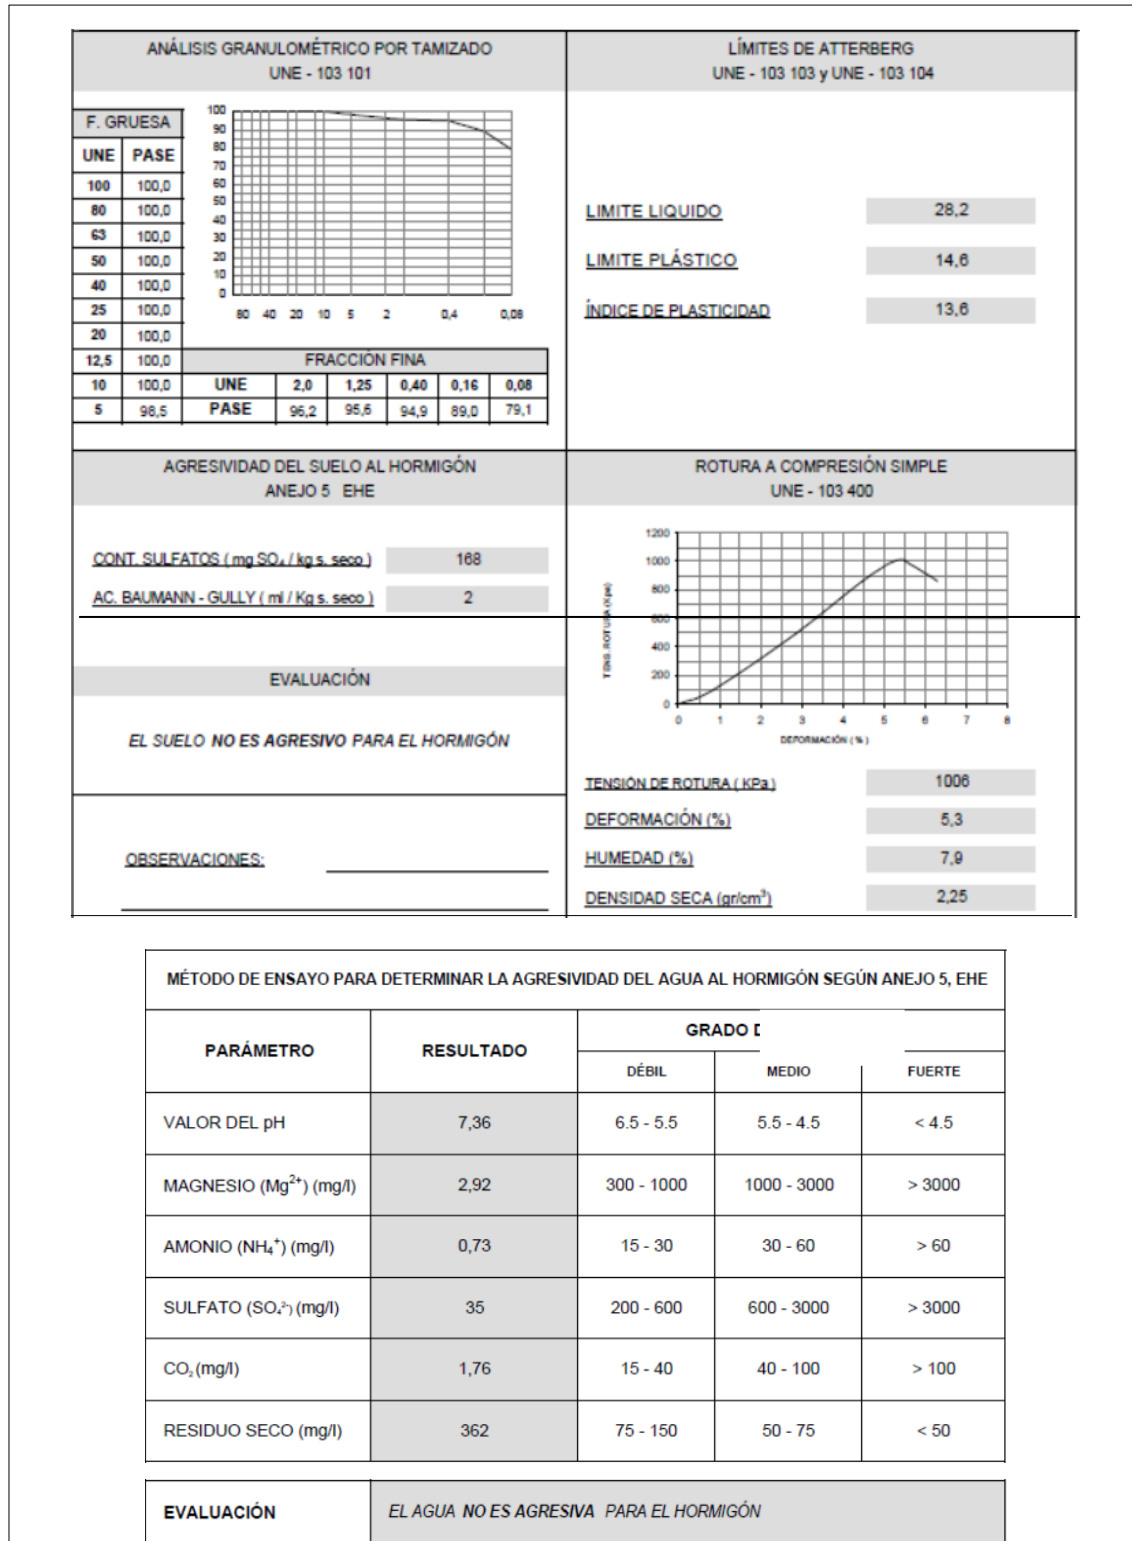 ANÁLISIS GRANULOMÉTRICO POR TAMIZADO
UNE - 103 101
F. GRUESA
UNE PASE
100 100,0
80 100,0
63 100,0
50 100,0
40 100,0
25 100,0
20 100,0
12,5 100,0
10 100,0
5 98,5
100
90
80
70
60
50
40
30
20
10
0
80 40 20 10 5 2 0,4 0,08
FRACCIÓN FINA
UNE 2,0 1,25 0,40 0,16 0,08
PASE 96,2 95,6 94,9 89,0 79,1
LÍMITES DE ATTERBERG
UNE - 103 103 y UNE - 103 104
LIMITE LIQUIDO 28,2
LIMITE PLÁSTICO 14,6
ÍNDICE DE PLASTICIDAD 13,6
AGRESIVIDAD DEL SUELO AL HORMIGÓN
ANEJO 5 EHE
CONT. SULFATOS ( mg SO₄ / kg s. seco ) 168
AC. BAUMANN - GULLY ( ml / Kg s. seco ) 2
EVALUACIÓN
EL SUELO NO ES AGRESIVO PARA EL HORMIGÓN
OBSERVACIONES:
ROTURA A COMPRESIÓN SIMPLE
UNE - 103 400
TENS. ROTURA (Kpa)
1200
1000
800
600
400
200
0
0 1 2 3 4 5 6 7 8
DEFORMACIÓN ( % )
TENSIÓN DE ROTURA ( KPa ) 1006
DEFORMACIÓN (%) 5,3
HUMEDAD (%) 7,9
DENSIDAD SECA (gr/cm³) 2,25
MÉTODO DE ENSAYO PARA DETERMINAR LA AGRESIVIDAD DEL AGUA AL HORMIGÓN SEGÚN ANEJO 5, EHE
PARÁMETRO RESULTADO GRADO
DÉBIL MEDIO FUERTE
VALOR DEL pH 7,36 6.5 - 5.5 5.5 - 4.5 < 4.5
MAGNESIO (Mg²⁺) (mg/l) 2,92 300 - 1000 1000 - 3000 > 3000
AMONIO (NH₄⁺) (mg/l) 0,73 15 - 30 30 - 60 > 60
SULFATO (SO₄²⁻) (mg/l) 35 200 - 600 600 - 3000 > 3000
CO₂ (mg/l) 1,76 15 - 40 40 - 100 > 100
RESIDUO SECO (mg/l) 362 75 - 150 50 - 75 < 50
EVALUACIÓN EL AGUA NO ES AGRESIVA PARA EL HORMIGÓN